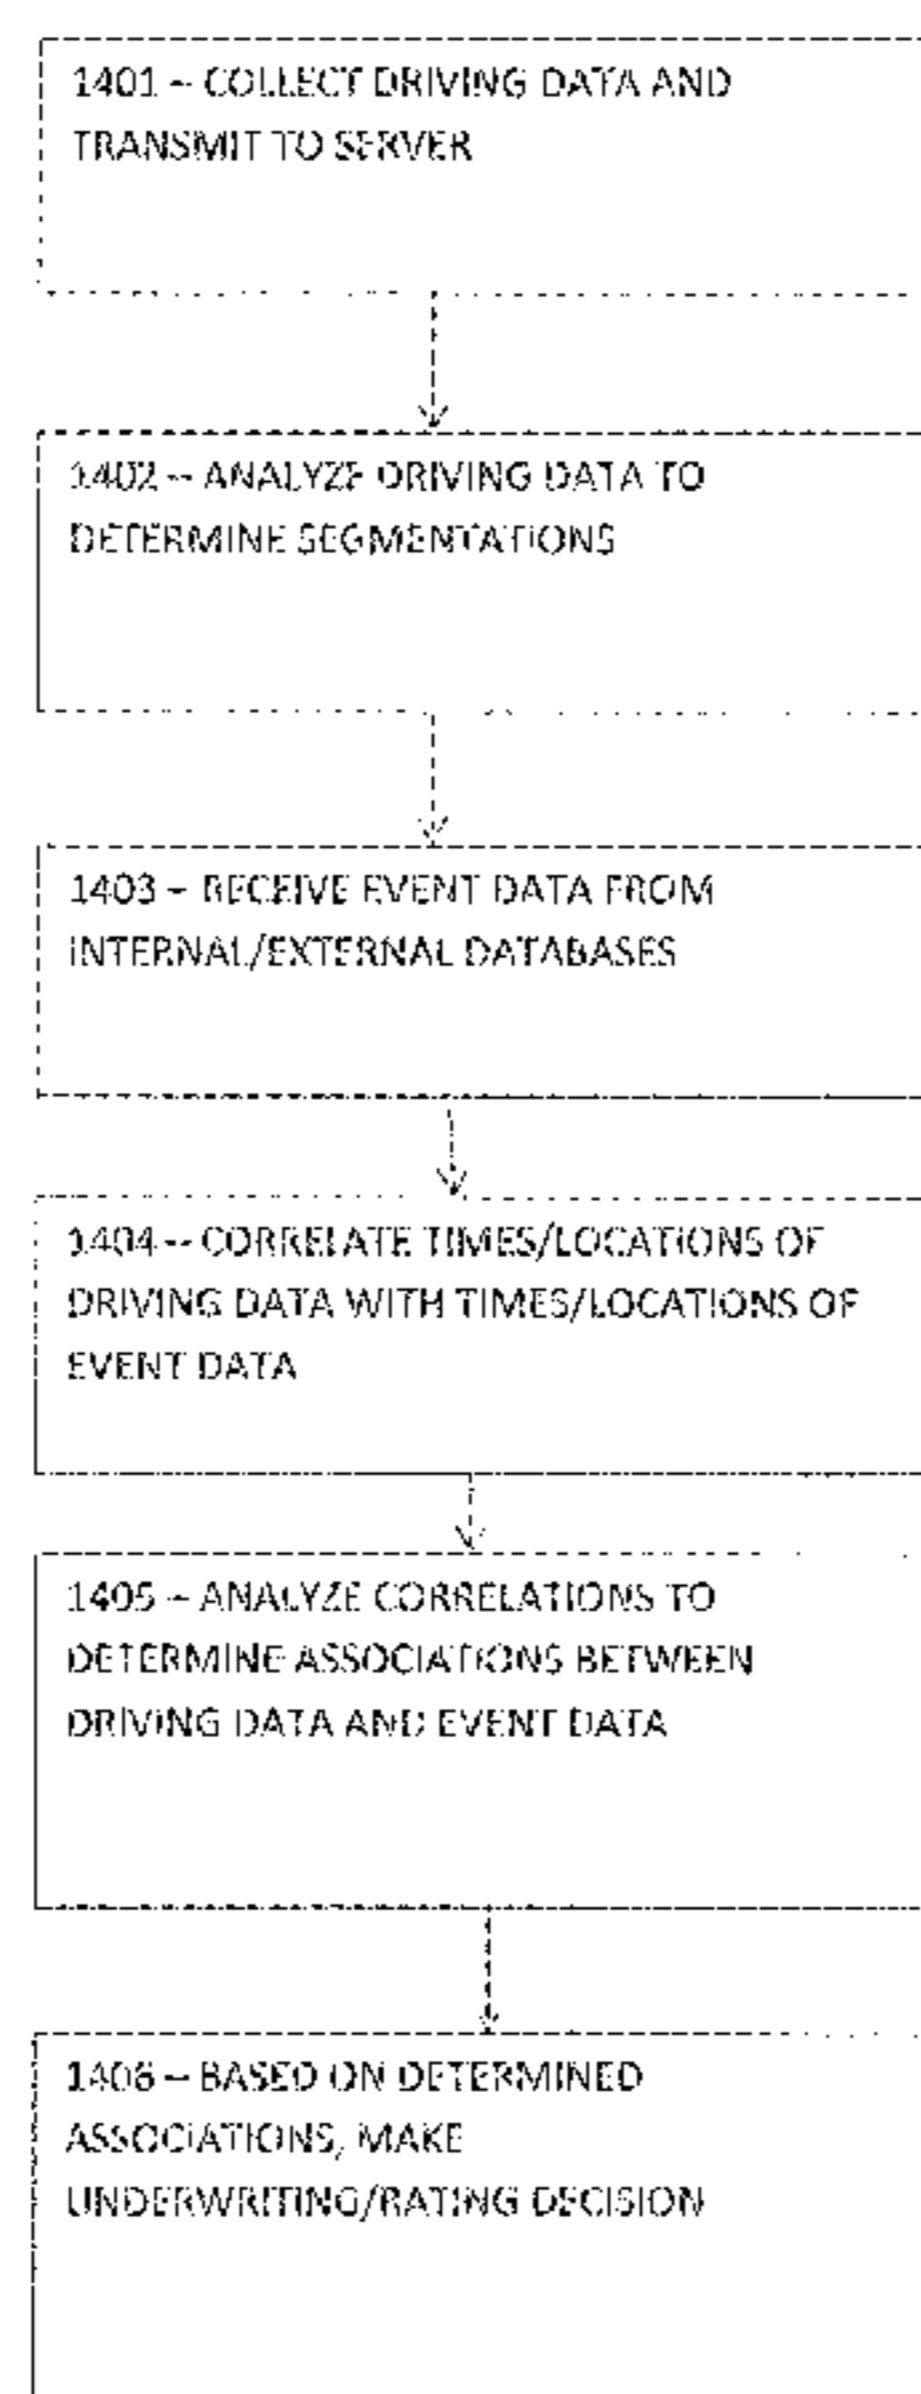 1401 – COLLECT DRIVING DATA AND
TRANSMIT TO SERVER
1402 – ANALYZE DRIVING DATA TO
DETERMINE SEGMENTATIONS
1403 – RECEIVE EVENT DATA FROM
INTERNAL/EXTERNAL DATABASES
1404 – CORRELATE TIMES/LOCATIONS OF
DRIVING DATA WITH TIMES/LOCATIONS OF
EVENT DATA
1405 – ANALYZE CORRELATIONS TO
DETERMINE ASSOCIATIONS BETWEEN
DRIVING DATA AND EVENT DATA
1406 – BASED ON DETERMINED
ASSOCIATIONS, MAKE
UNDERWRITING/RATING DECISION